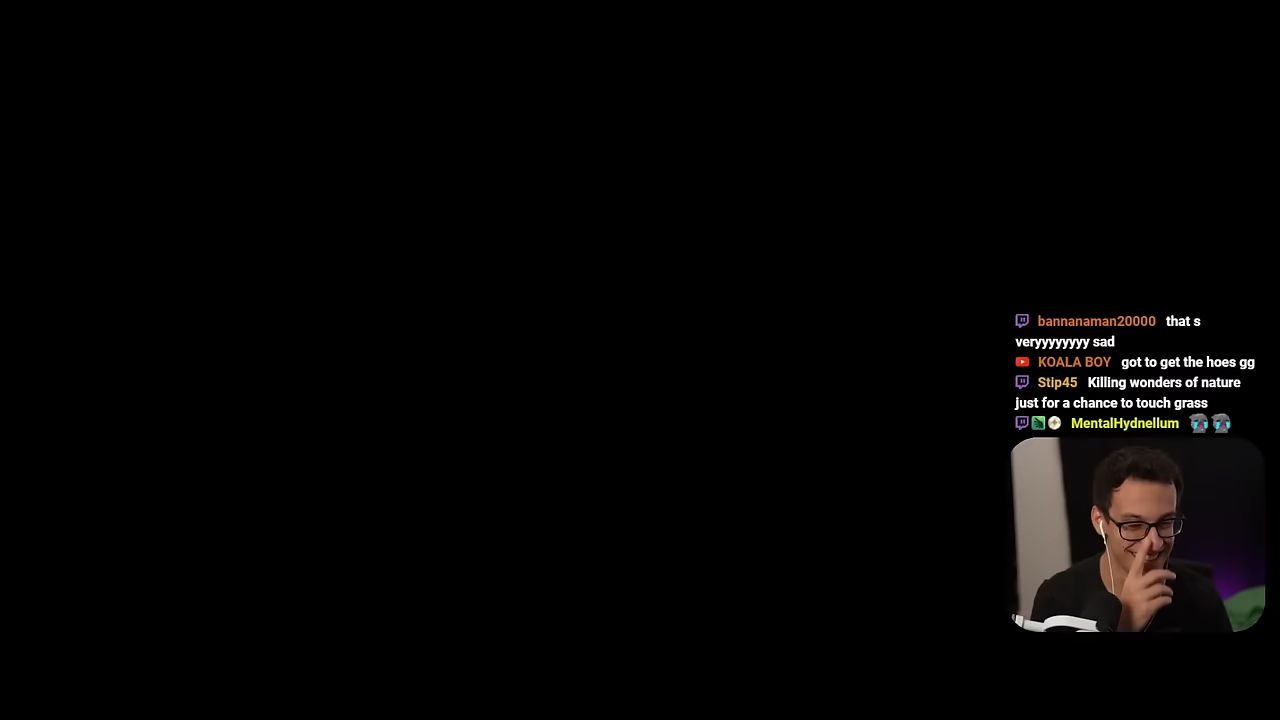 bannanaman20000 that s
veryyyyyyyy sad
KOALA BOY got to get the hoes gg
Stip45 Killing wonders of nature
just for a chance to touch grass
MentalHydnellum